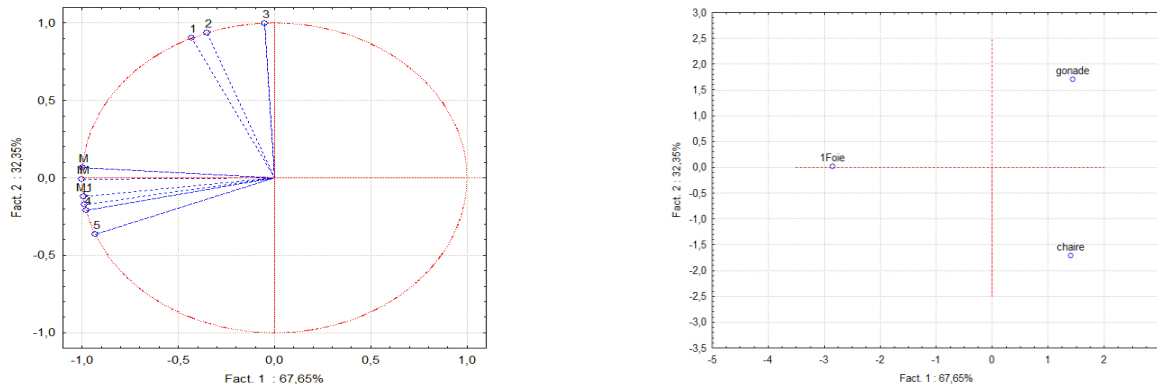 1,0
0,5
0,0
-0,5
-1,0
Fact. 2 : 32,35%
1
2
3
M
M1
4
5
-1,0 -0,5 0,0 0,5 1,0
Fact. 1 : 67,65%
3,0
2,5
2,0
1,5
1,0
0,5
0,0
-0,5
-1,0
-1,5
-2,0
-2,5
-3,0
-3,5
Fact. 2 : 32,35%
gonade
1Foie
chaire
-5 -4 -3 -2 -1 0 1 2
Fact. 1 : 67,65%